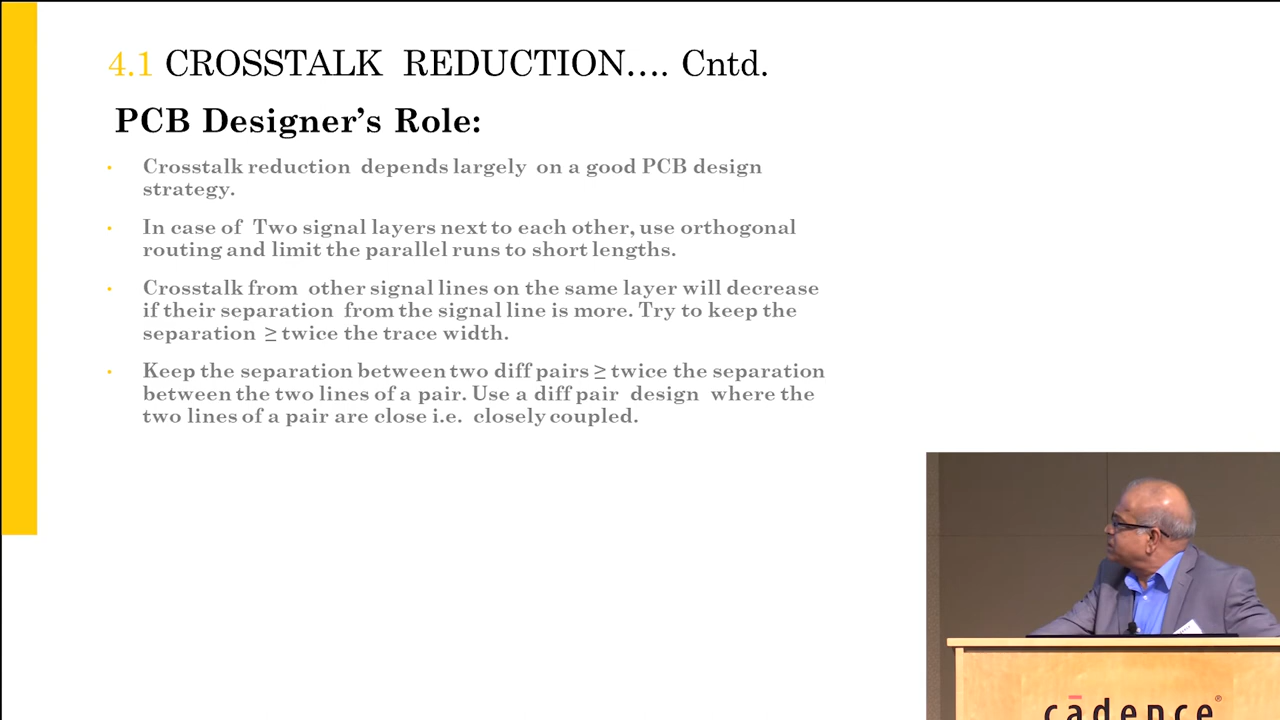 4.1 CROSSTALK REDUCTION.... Cntd.
PCB Designer's Role:
• Crosstalk reduction depends largely on a good PCB design
strategy.
• In case of Two signal layers next to each other, use orthogonal
routing and limit the parallel runs to short lengths.
• Crosstalk from other signal lines on the same layer will decrease
if their separation from the signal line is more. Try to keep the
separation ≥ twice the trace width.
• Keep the separation between two diff pairs ≥ twice the separation
between the two lines of a pair. Use a diff pair design where the
two lines of a pair are close i.e. closely coupled.
cādence®